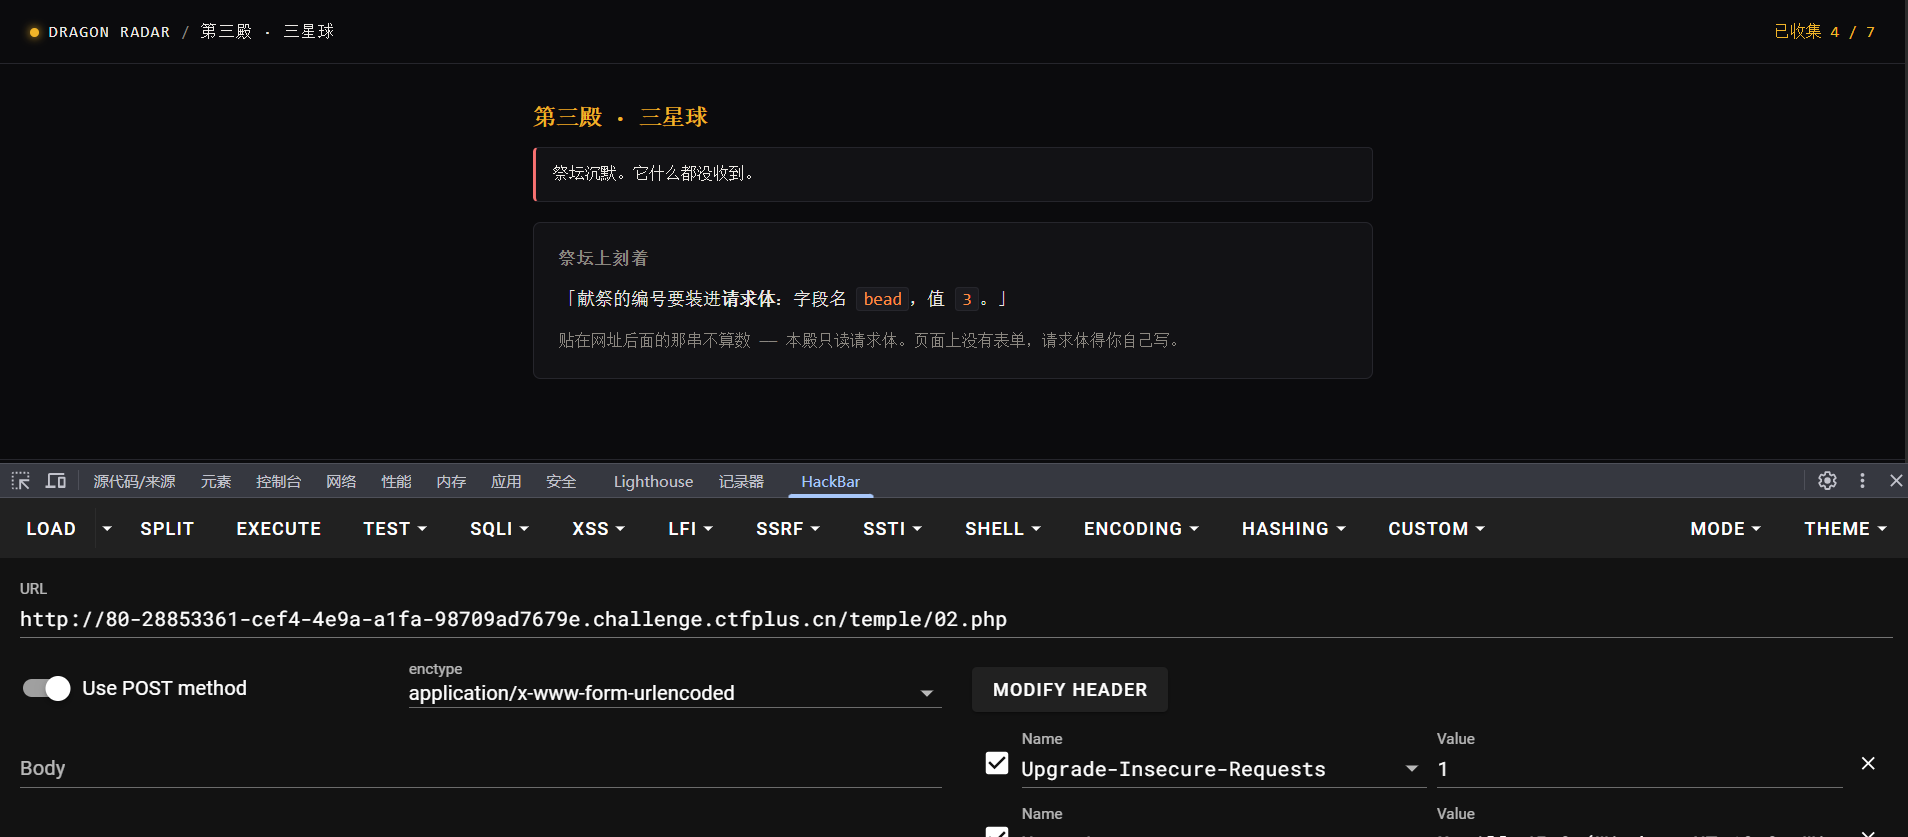 DRAGON RADAR / 第三殿 · 三星球
已收集 4 / 7
第三殿 · 三星球
祭坛沉默。它什么都没收到。
祭坛上刻着
「献祭的编号要装进请求体：字段名 bead，值 3。」
贴在网址后面的那串不算数 — 本殿只读请求体。页面上没有表单，请求体得你自己写。
源代码/来源 元素 控制台 网络 性能 内存 应用 安全 Lighthouse 记录器 HackBar
LOAD SPLIT EXECUTE TEST SQLI XSS LFI SSRF SSTI SHELL ENCODING HASHING CUSTOM MODE THEME
URL
http://80-28853361-cef4-4e9a-a1fa-98709ad7679e.challenge.ctfplus.cn/temple/02.php
Use POST method
enctype
application/x-www-form-urlencoded
MODIFY HEADER
Body
Name
Upgrade-Insecure-Requests
Value
1
Name
Value